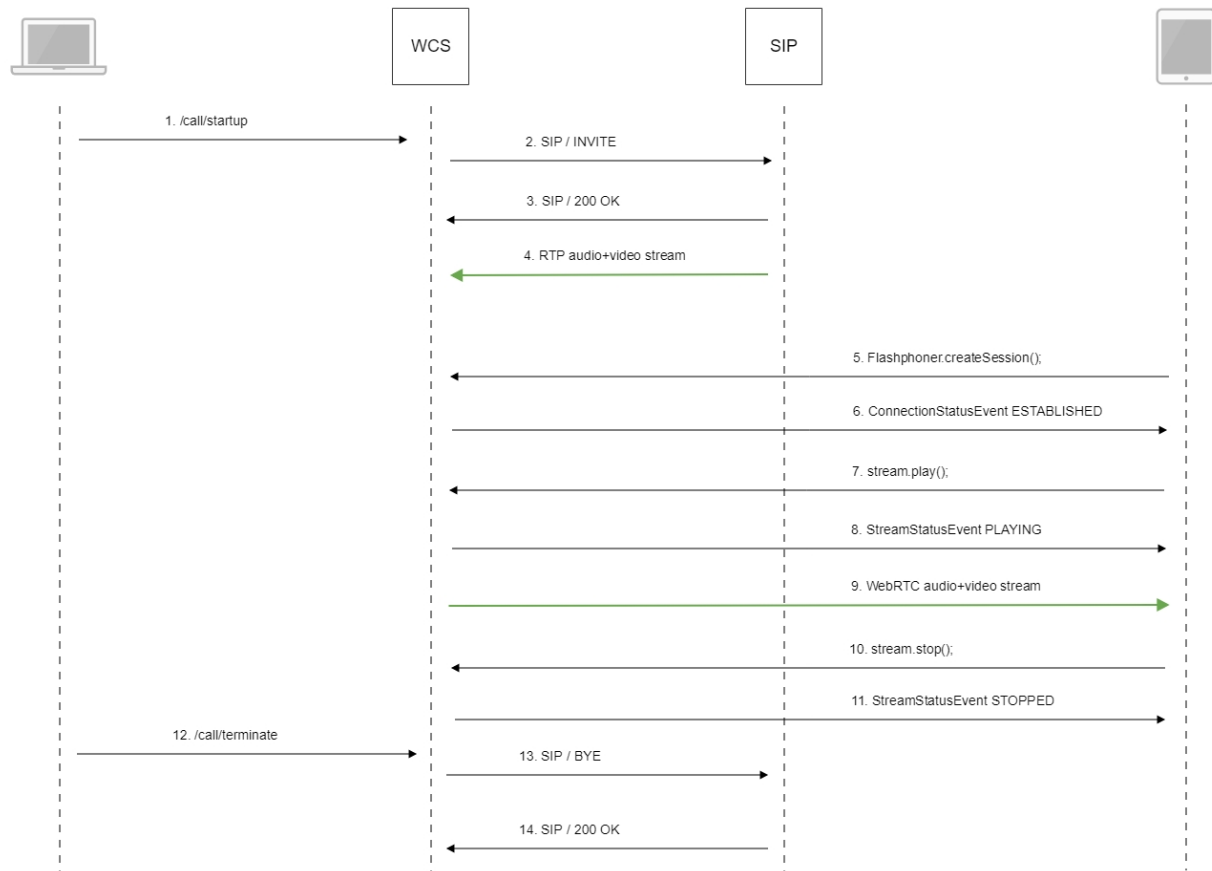 WCS
SIP
1. /call/startup
2. SIP / INVITE
3. SIP / 200 OK
4. RTP audio+video stream
5. Flashphoner.createSession();
6. ConnectionStatusEvent ESTABLISHED
7. stream.play();
8. StreamStatusEvent PLAYING
9. WebRTC audio+video stream
10. stream.stop();
11. StreamStatusEvent STOPPED
12. /call/terminate
13. SIP / BYE
14. SIP / 200 OK